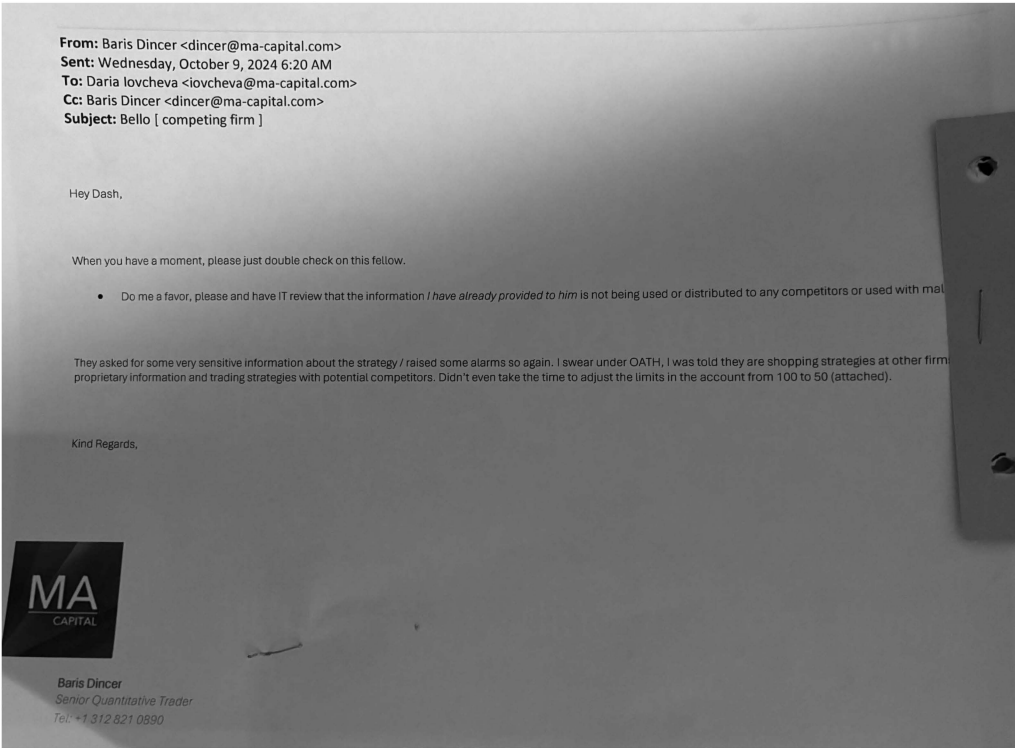 From: Baris Dincer <dincer@ma-capital.com>
Sent: Wednesday, October 9, 2024 6:20 AM
To: Daria Iovcheva <iovcheva@ma-capital.com>
Cc: Baris Dincer <dincer@ma-capital.com>
Subject: Bello [ competing firm ]
Hey Dash,
When you have a moment, please just double check on this fellow.
• Do me a favor, please and have IT review that the information I have already provided to him is not being used or distributed to any competitors or used with
They asked for some very sensitive information about the strategy / raised some alarms so again. I swear under OATH, I was told they are shopping strategies at other
proprietary information and trading strategies with potential competitors. Didn't even take the time to adjust the limits in the account from 100 to 50 (attached).
Kind Regards,
MA
CAPITAL
Baris Dincer
Senior Quantitative Trader
Tel: +1 312 821 0890